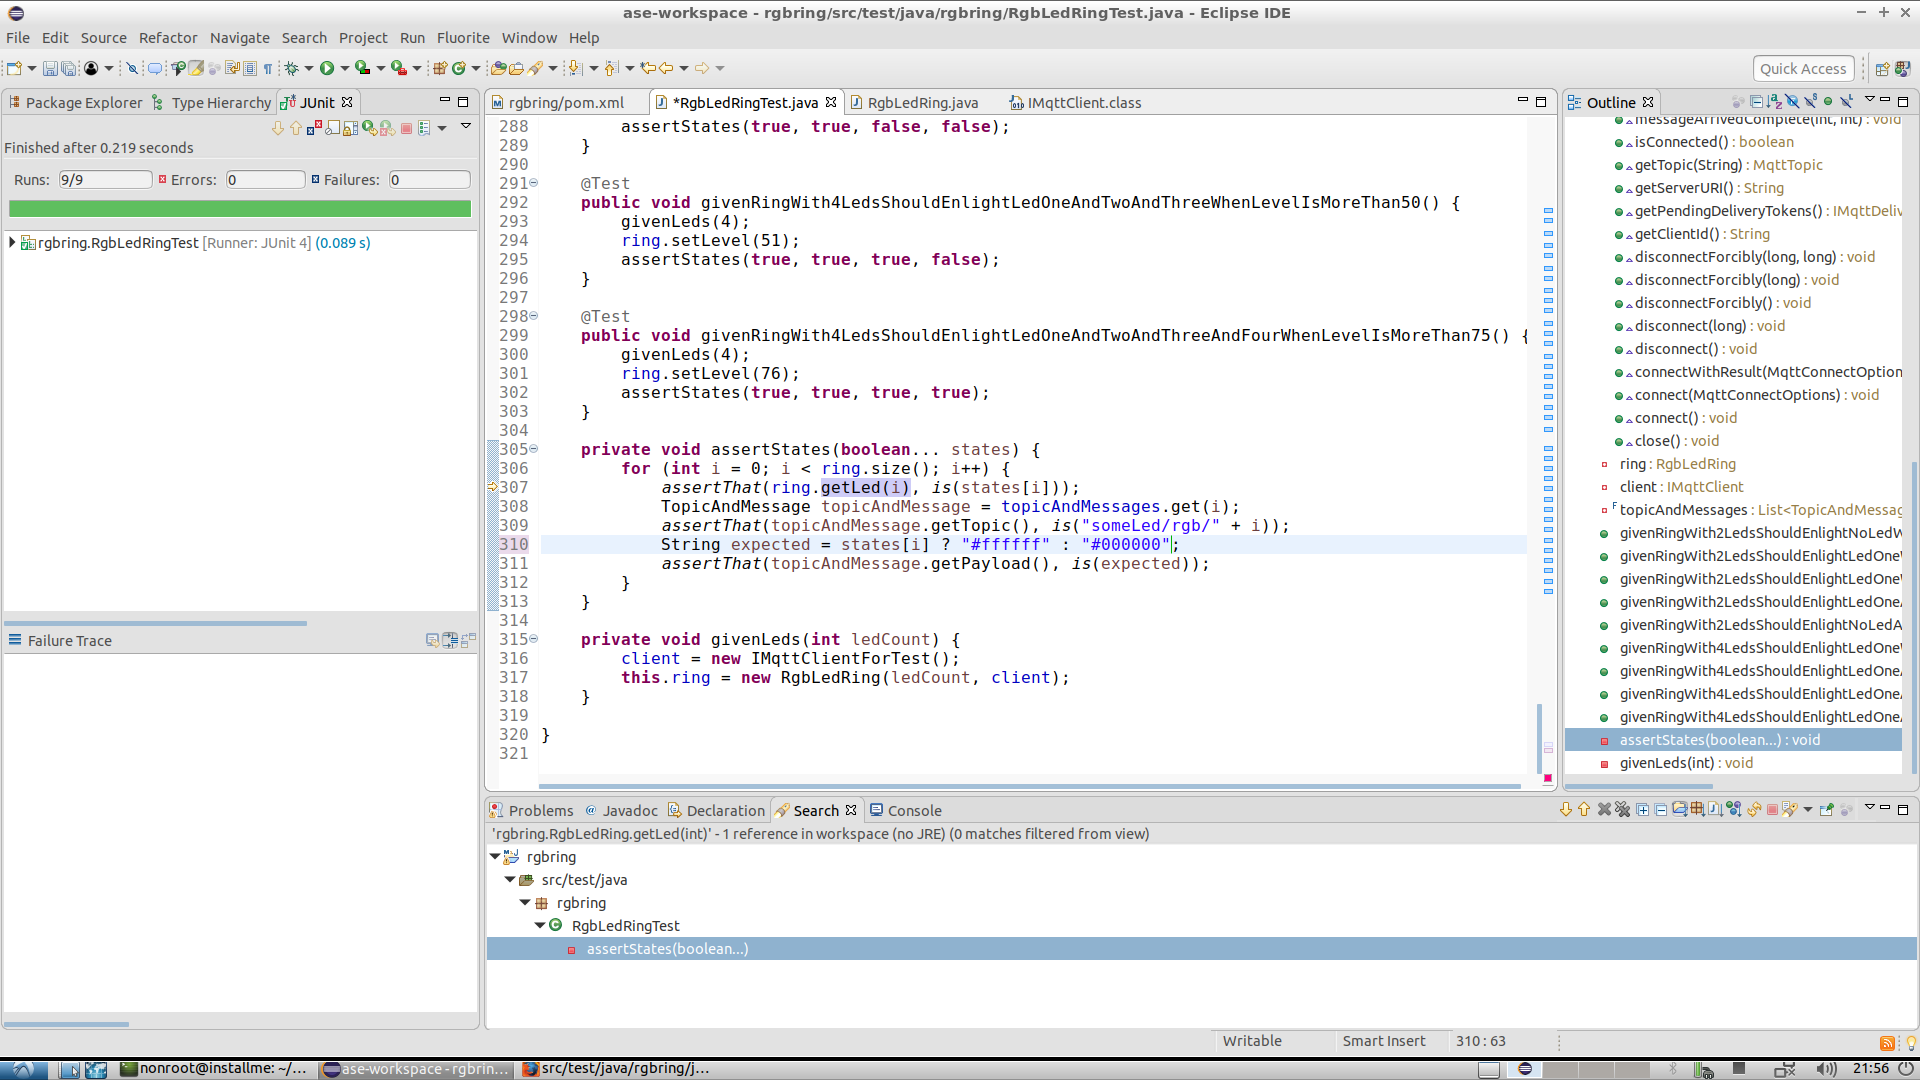 ase-workspace - rgbring/src/test/java/rgbring/RgbLedRingTest.java - Eclipse IDE
File Edit Source Refactor Navigate Search Project Run Fluorite Window Help
Quick Access
Package Explorer Type Hierarchy JUnit
Finished after 0.219 seconds
Runs: 9/9 Errors: 0 Failures: 0
rgbring.RgbLedRingTest [Runner: JUnit 4] (0.089 s)
Failure Trace
rgbring/pom.xml *RgbLedRingTest.java RgbLedRing.java IMqttClient.class
288 assertStates(true, true, false, false);
289 }
290
291 @Test
292 public void givenRingWith4LedsShouldEnlightLedOneAndTwoAndThreeWhenLevelIsMoreThan50() {
293 givenLeds(4);
294 ring.setLevel(51);
295 assertStates(true, true, true, false);
296 }
297
298 @Test
299 public void givenRingWith4LedsShouldEnlightLedOneAndTwoAndThreeAndFourWhenLevelIsMoreThan75() {
300 givenLeds(4);
301 ring.setLevel(76);
302 assertStates(true, true, true, true);
303 }
304
305 private void assertStates(boolean... states) {
306 for (int i = 0; i < ring.size(); i++) {
307 assertThat(ring.getLed(i), is(states[i]));
308 TopicAndMessage topicAndMessage = topicAndMessages.get(i);
309 assertThat(topicAndMessage.getTopic(), is("someLed/rgb/" + i));
310 String expected = states[i] ? "#ffffff" : "#000000";
311 assertThat(topicAndMessage.getPayload(), is(expected));
312 }
313 }
314
315 private void givenLeds(int ledCount) {
316 client = new IMqttClientForTest();
317 this.ring = new RgbLedRing(ledCount, client);
318 }
319
320 }
321
Outline
messageArrivedComplete(int, int) : void
isConnected() : boolean
getTopic(String) : MqttTopic
getServerURI() : String
getPendingDeliveryTokens() : IMqttDeliv
getClientId() : String
disconnectForcibly(long, long) : void
disconnectForcibly(long) : void
disconnectForcibly() : void
disconnect(long) : void
disconnect() : void
connectWithResult(MqttConnectOption
connect(MqttConnectOptions) : void
connect() : void
close() : void
ring : RgbLedRing
client : IMqttClient
topicAndMessages : List<TopicAndMessag
givenRingWith2LedsShouldEnlightNoLedW
givenRingWith2LedsShouldEnlightLedOne
givenRingWith2LedsShouldEnlightLedOne
givenRingWith2LedsShouldEnlightLedOne
givenRingWith2LedsShouldEnlightNoLedA
givenRingWith4LedsShouldEnlightLedOne
givenRingWith4LedsShouldEnlightLedOne
givenRingWith4LedsShouldEnlightLedOne
givenRingWith4LedsShouldEnlightLedOne
assertStates(boolean...) : void
givenLeds(int) : void
Problems Javadoc Declaration Search Console
'rgbring.RgbLedRing.getLed(int)' - 1 reference in workspace (no JRE) (0 matches filtered from view)
rgbring
src/test/java
rgbring
RgbLedRingTest
assertStates(boolean...)
Writable Smart Insert 310 : 63
nonroot@installme: ~/... ase-workspace - rgbrin... src/test/java/rgbring/j... 21:56